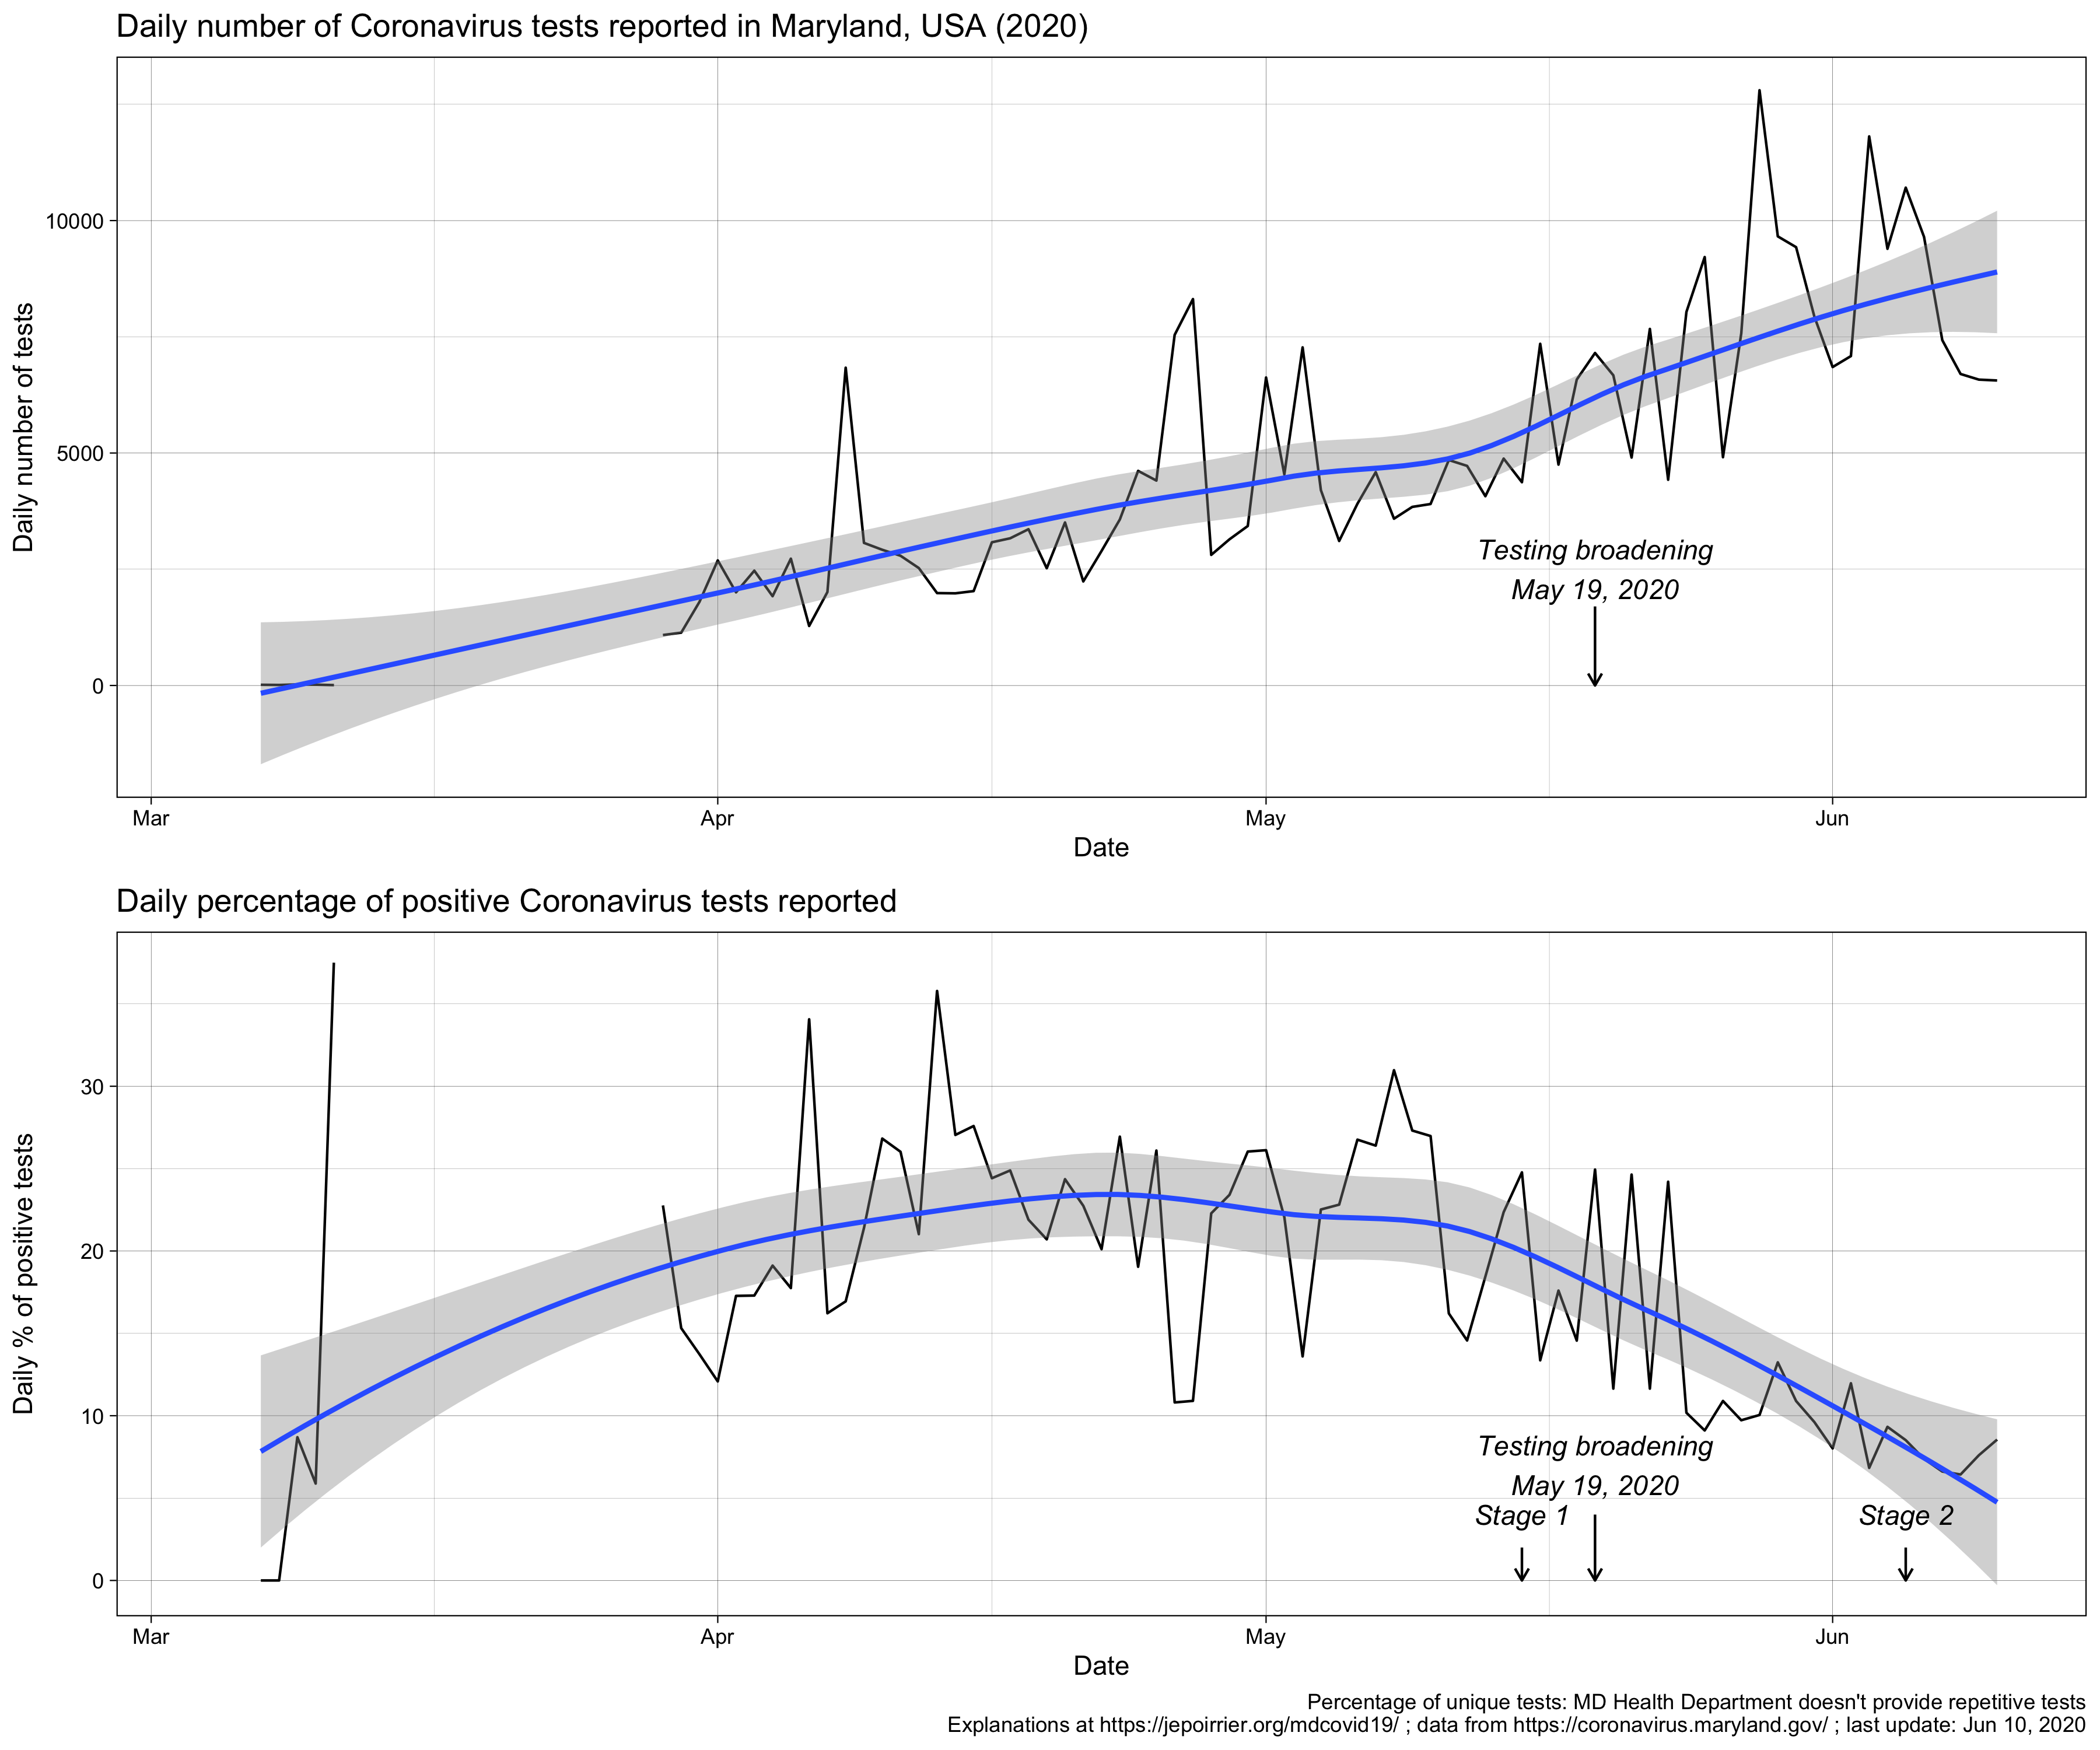 Daily number of Coronavirus tests reported in Maryland, USA (2020)
Daily number of tests
10000
5000
0
Testing broadening
May 19, 2020
Mar
Apr
May
Jun
Date
Daily percentage of positive Coronavirus tests reported
Daily % of positive tests
30
20
10
0
Testing broadening
May 19, 2020
Stage 1
Stage 2
Mar
Apr
May
Jun
Date
Percentage of unique tests: MD Health Department doesn't provide repetitive tests
Explanations at https://jepoirrier.org/mdcovid19/ ; data from https://coronavirus.maryland.gov/ ; last update: Jun 10, 2020